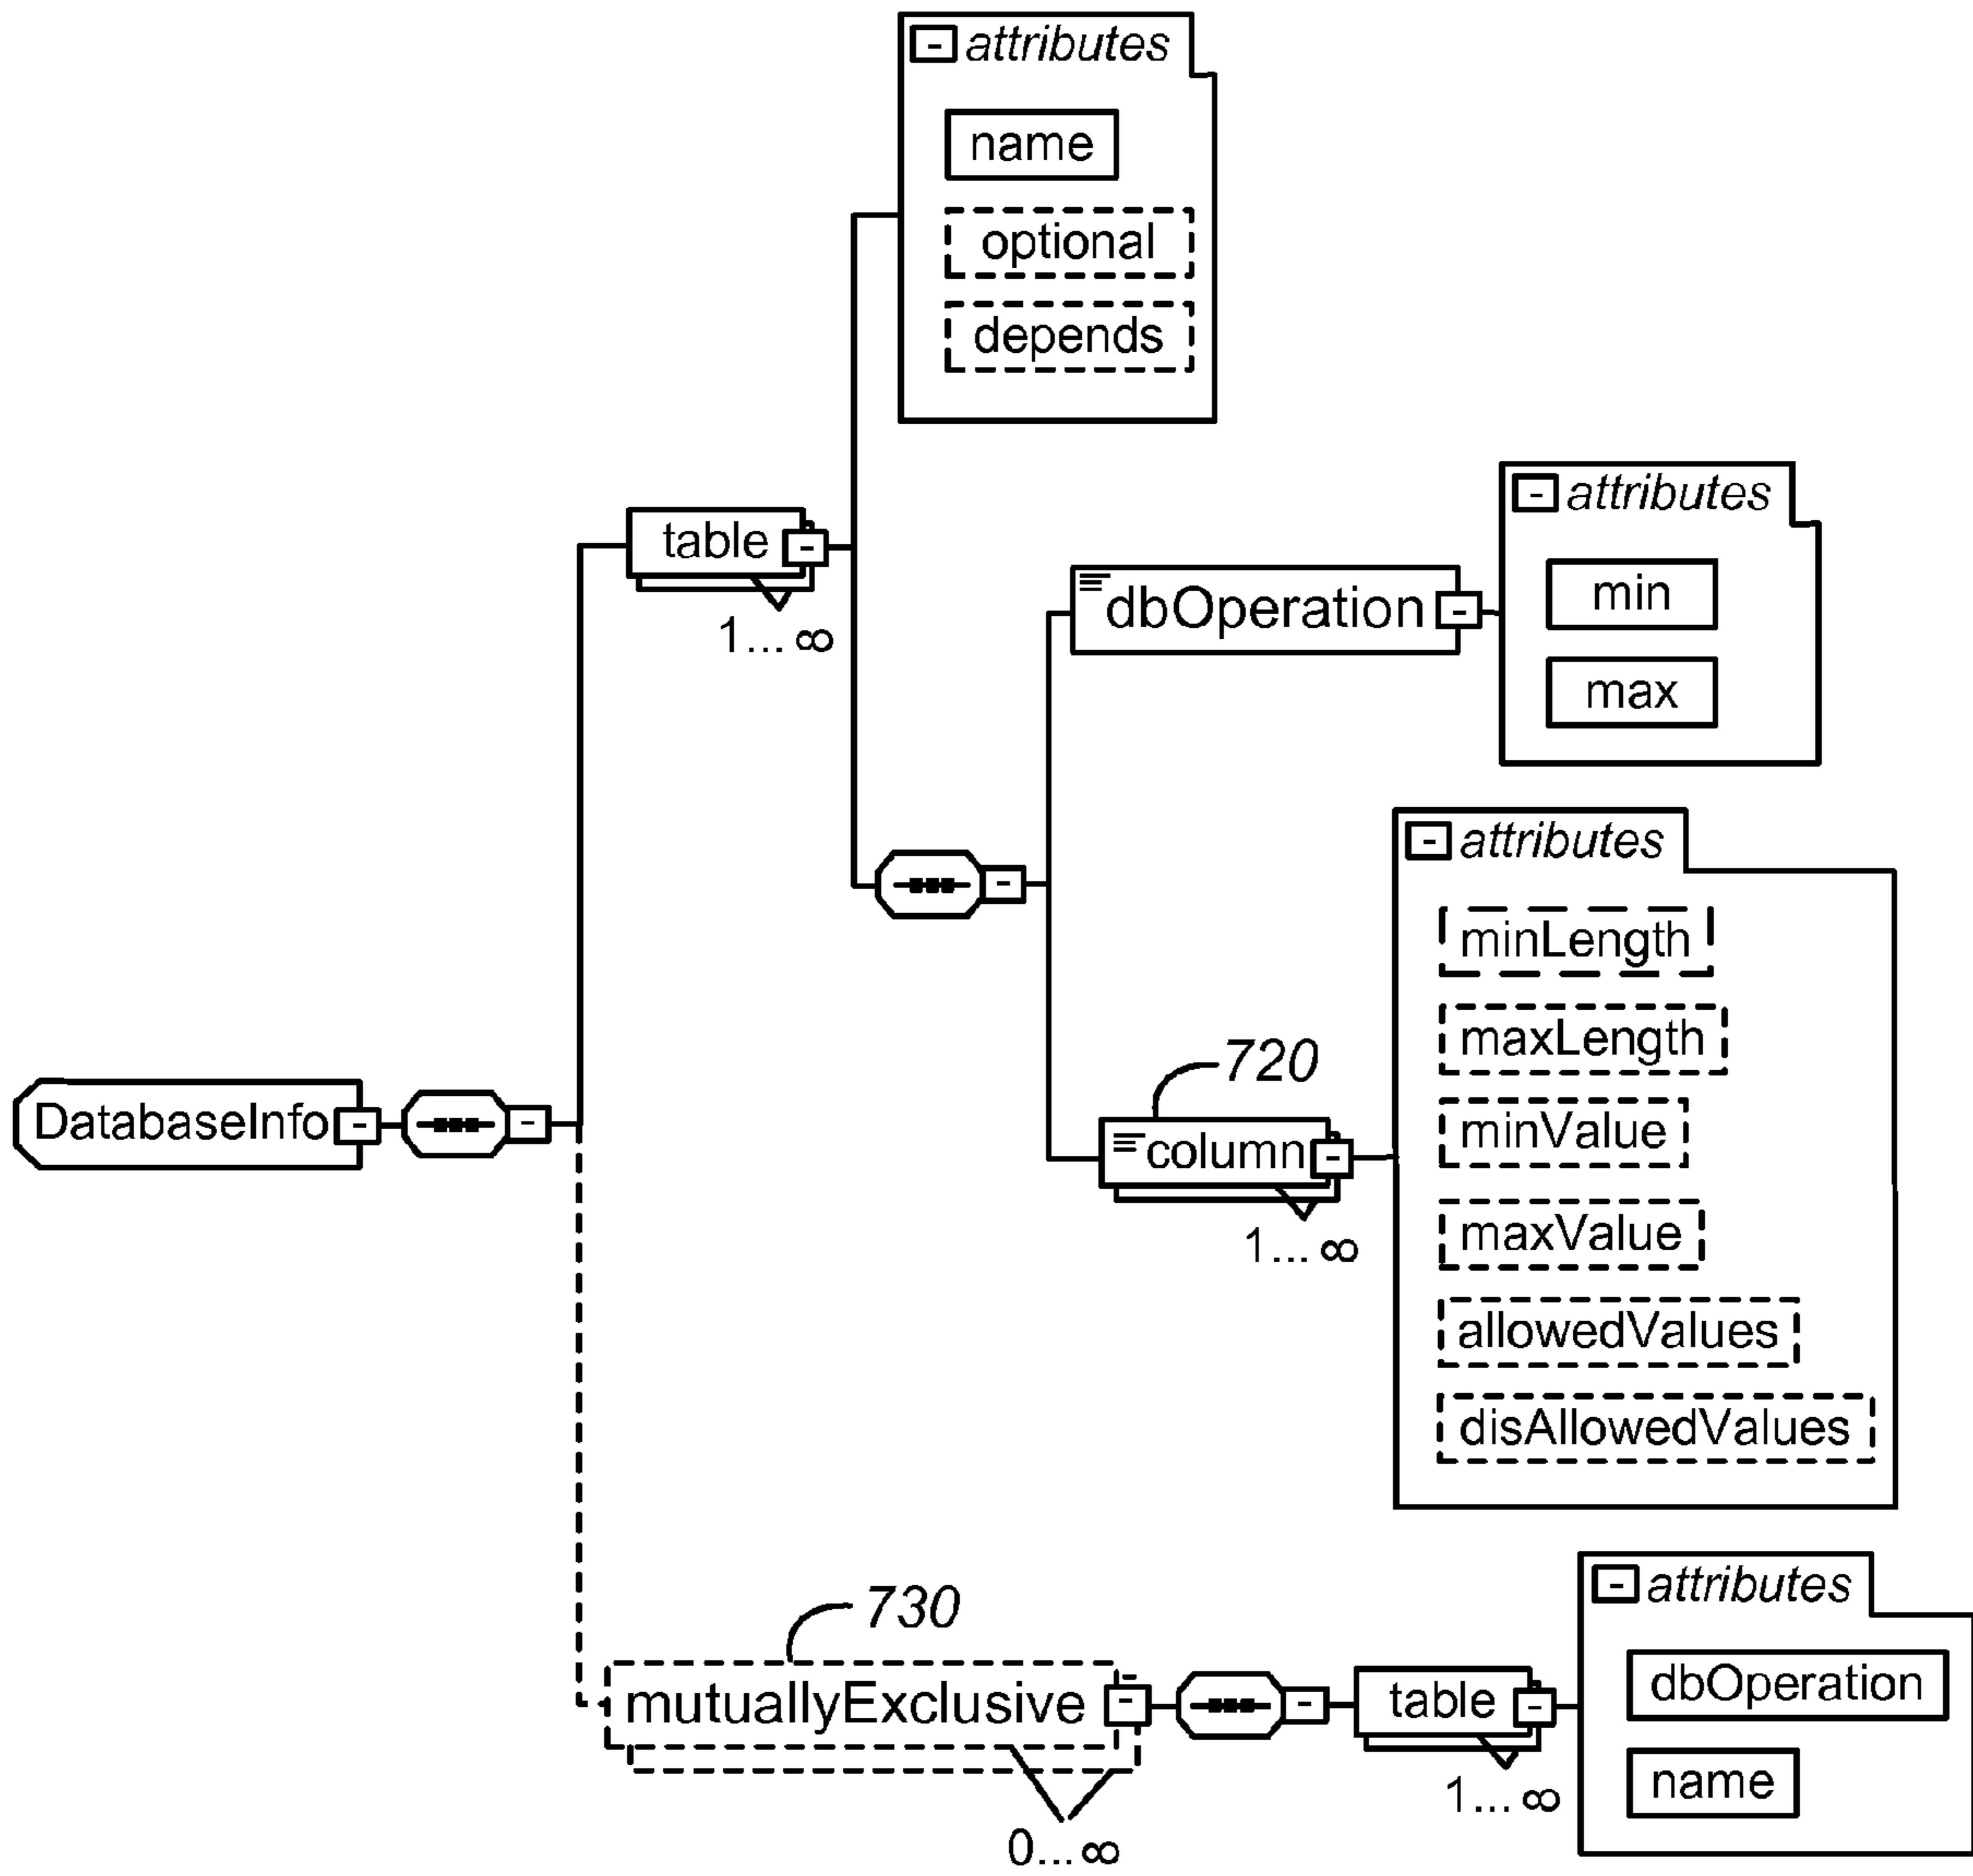 attributes
name
optional
depends
table
1... ∞
attributes
dbOperation
min
max
attributes
minLength
maxLength
720
minValue
DatabaseInfo
column
maxValue
1... ∞
allowedValues
disAllowedValues
attributes
730
dbOperation
mutuallyExclusive
table
name
1... ∞
0... ∞